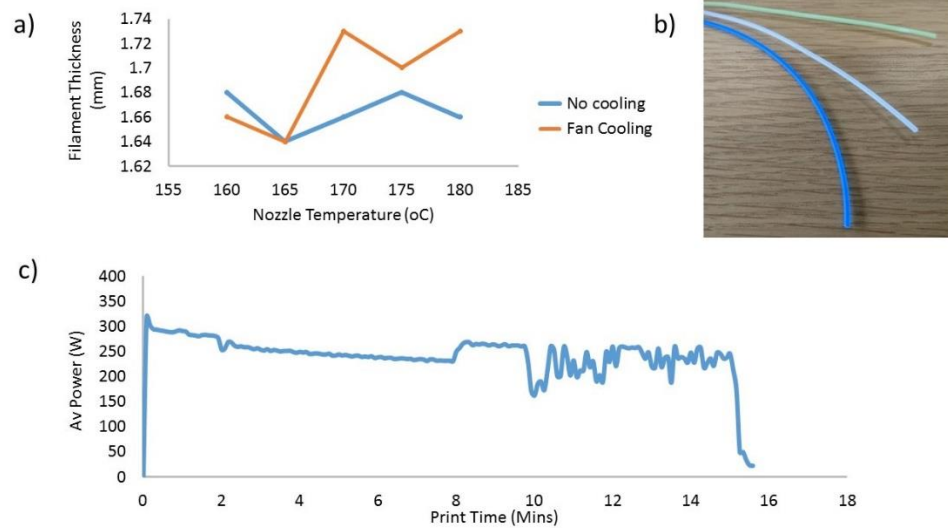 a)
1.74
1.72
1.7
1.68
1.66
1.64
1.62
Filament Thickness
(mm)
155 160 165 170 175 180 185
Nozzle Temperature (oC)
No cooling
Fan Cooling
b)
c)
400
350
300
250
200
150
100
50
0
Av Power (W)
0 2 4 6 8 10 12 14 16 18
Print Time (Mins)